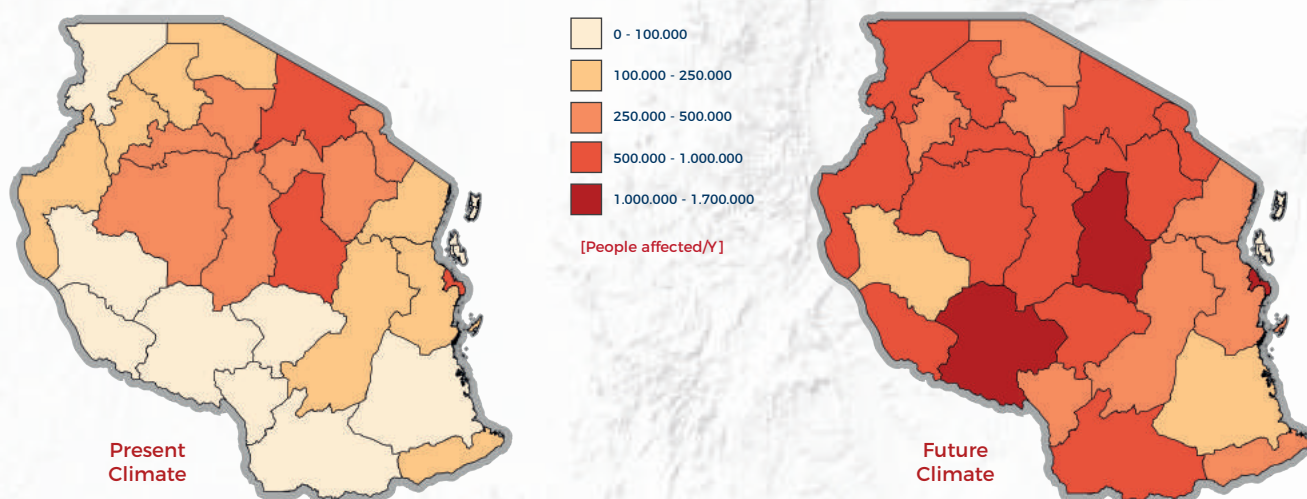 0 - 100.000
100.000 - 250.000
250.000 - 500.000
500.000 - 1.000.000
1.000.000 - 1.700.000
[People affected/Y]
Present
Climate
Future
Climate